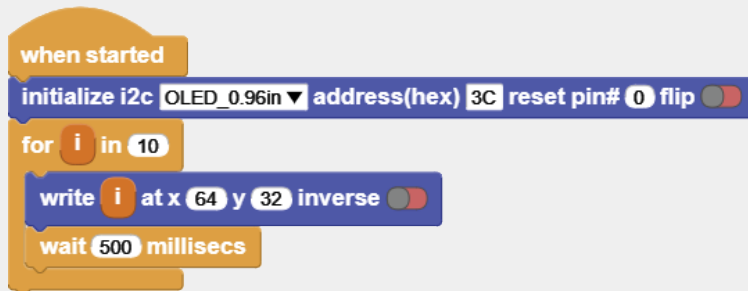 when started
initialize i2c OLED_0.96in address(hex) 3C reset pin# 0 flip
for i in 10
write i at x 64 y 32 inverse
wait 500 millisecs